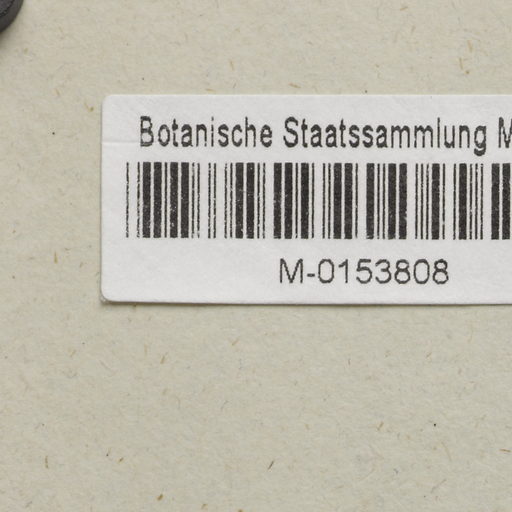 Botanische Staatssammlung M
M-0153808